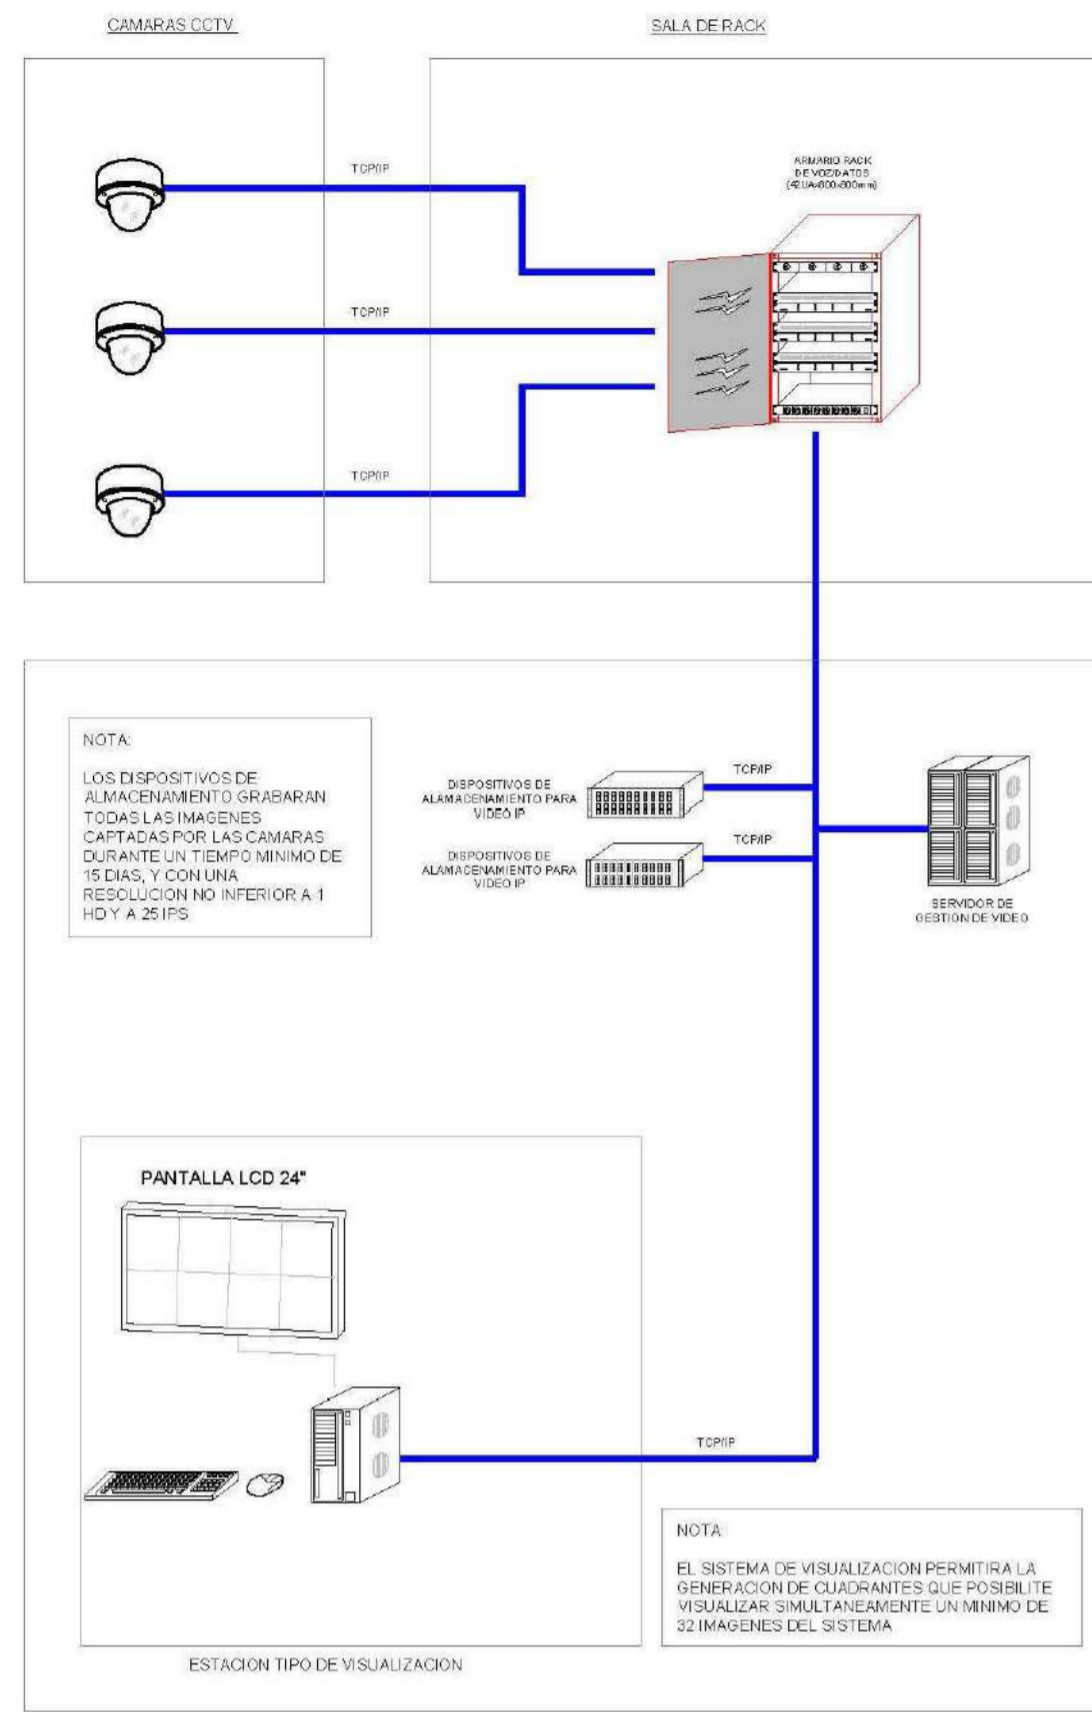 CAMARAS CCTV
SALA DE RACK
TCP/IP
ARMARIO RACK
DE VOZ/DATOS
(42UAx800x800mm)
TCP/IP
TCP/IP
NOTA:
LOS DISPOSITIVOS DE
ALMACENAMIENTO GRABARAN
TODAS LAS IMAGENES
CAPTADAS POR LAS CAMARAS
DURANTE UN TIEMPO MINIMO DE
15 DIAS, Y CON UNA
RESOLUCION NO INFERIOR A 1
HD Y A 25 IPS
DISPOSITIVOS DE
ALAMACENAMIENTO PARA
VIDEO IP
TCP/IP
DISPOSITIVOS DE
ALAMACENAMIENTO PARA
VIDEO IP
TCP/IP
SERVIDOR DE
GESTION DE VIDEO
PANTALLA LCD 24"
TCP/IP
NOTA
EL SISTEMA DE VISUALIZACION PERMITIRA LA
GENERACION DE CUADRANTES QUE POSIBILITE
VISUALIZAR SIMULTANEAMENTE UN MINIMO DE
32 IMAGENES DEL SISTEMA
ESTACION TIPO DE VISUALIZACION